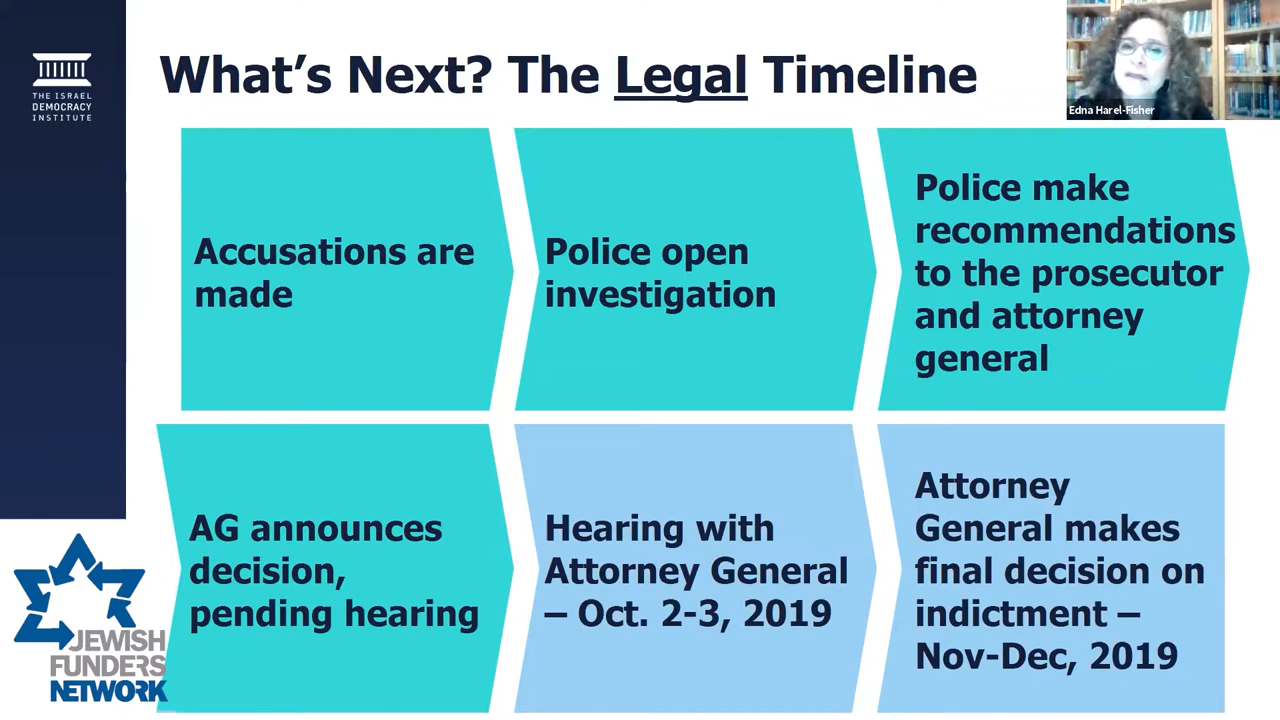 THE ISRAEL
DEMOCRACY
INSTITUTE
What’s Next? The Legal Timeline
Edna Harel-Fisher
Accusations are
made
Police open
investigation
Police make
recommendations
to the prosecutor
and attorney
general
AG announces
decision,
pending hearing
Hearing with
Attorney General
– Oct. 2-3, 2019
Attorney
General makes
final decision on
indictment –
Nov-Dec, 2019
JEWISH
FUNDERS
NETWORK